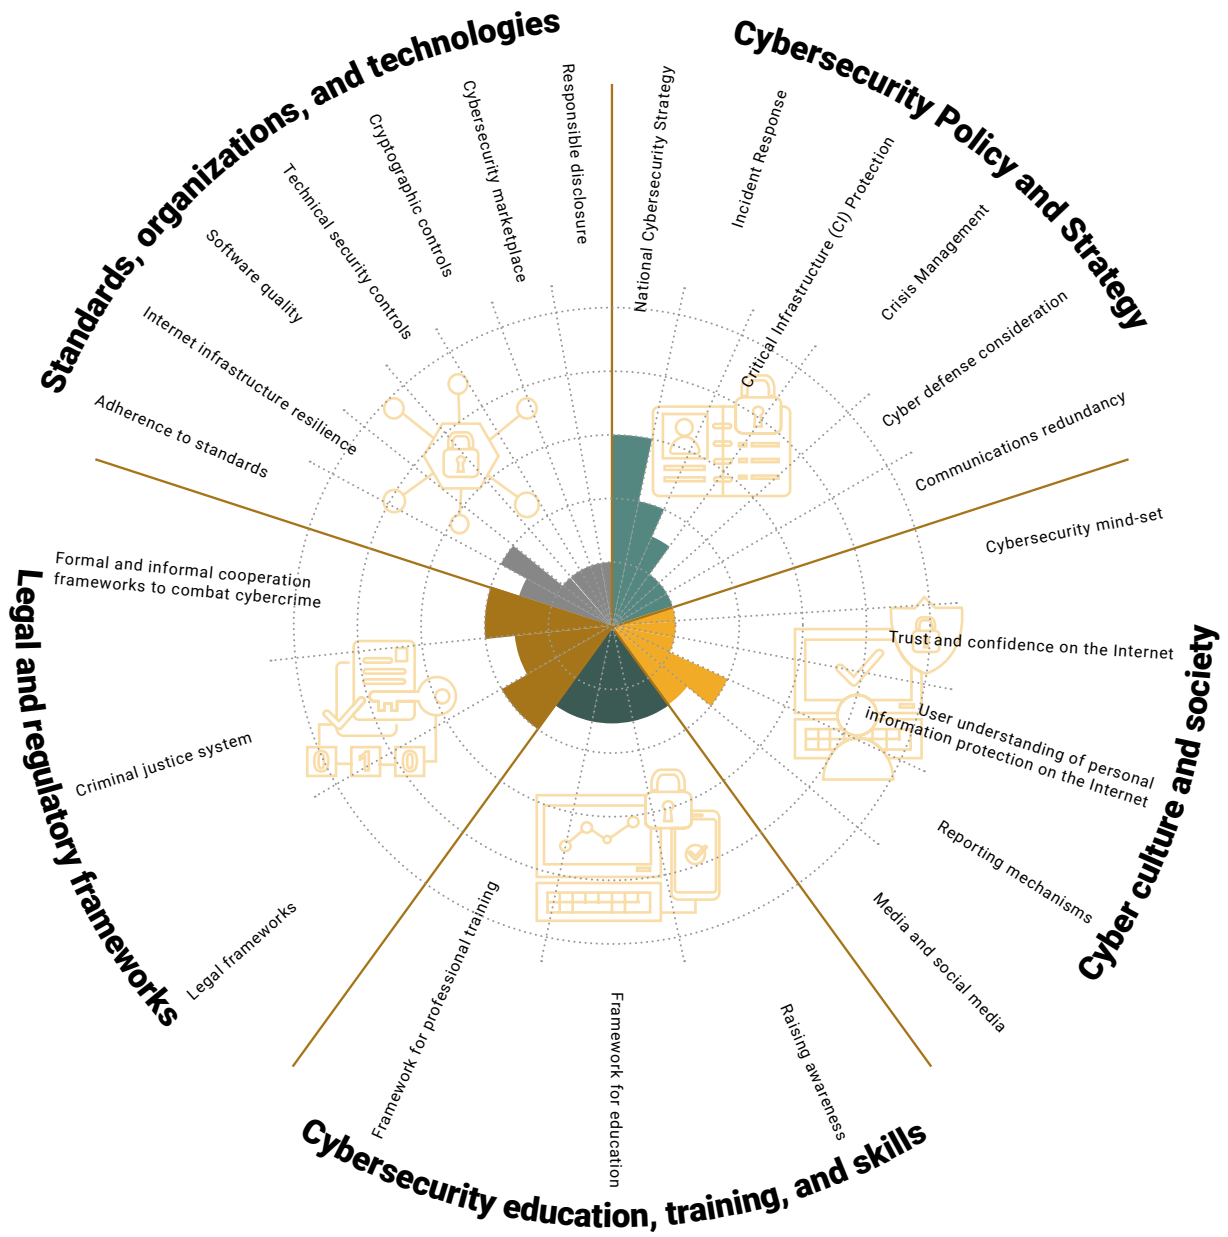 Standards, organizations, and technologies
Responsible disclosure
Cybersecurity marketplace
Cryptographic controls
Technical security controls
Software quality
Internet infrastructure resilience
Adherence to standards
Cybersecurity Policy and Strategy
National Cybersecurity Strategy
Incident Response
Critical Infrastructure (CI) Protection
Crisis Management
Cyber defense consideration
Communications redundancy
Cyber culture and society
Cybersecurity mind-set
Trust and confidence on the Internet
User understanding of personal
information protection on the Internet
Reporting mechanisms
Media and social media
Cybersecurity education, training, and skills
Raising awareness
Framework for education
Framework for professional training
Legal and regulatory frameworks
Legal frameworks
Criminal justice system
Formal and informal cooperation
frameworks to combat cybercrime
0 1 0